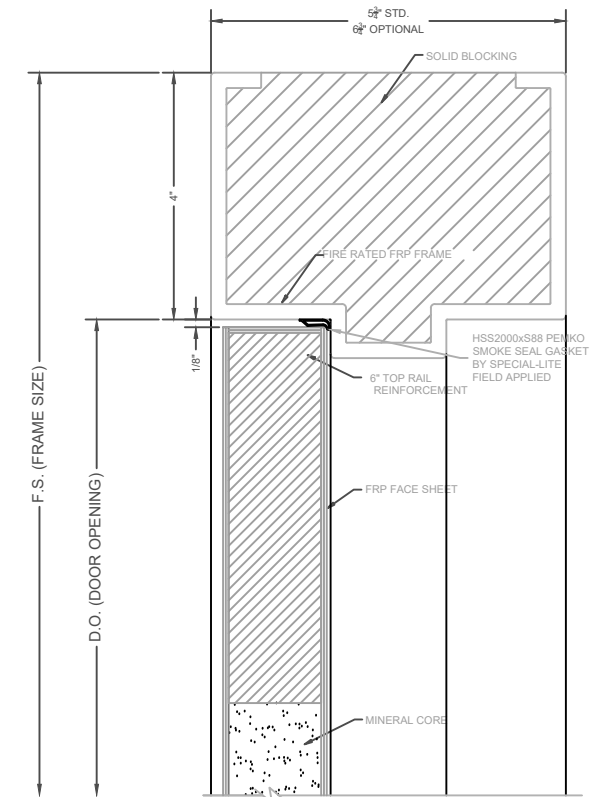 5¾" STD.
6¾" OPTIONAL
SOLID BLOCKING
4"
FIRE RATED FRP FRAME
HSS2000xS88 PEMKO
SMOKE SEAL GASKET
BY SPECIAL-LITE
FIELD APPLIED
1/8"
6" TOP RAIL
REINFORCEMENT
F.S. (FRAME SIZE)
D.O. (DOOR OPENING)
FRP FACE SHEET
MINERAL CORE